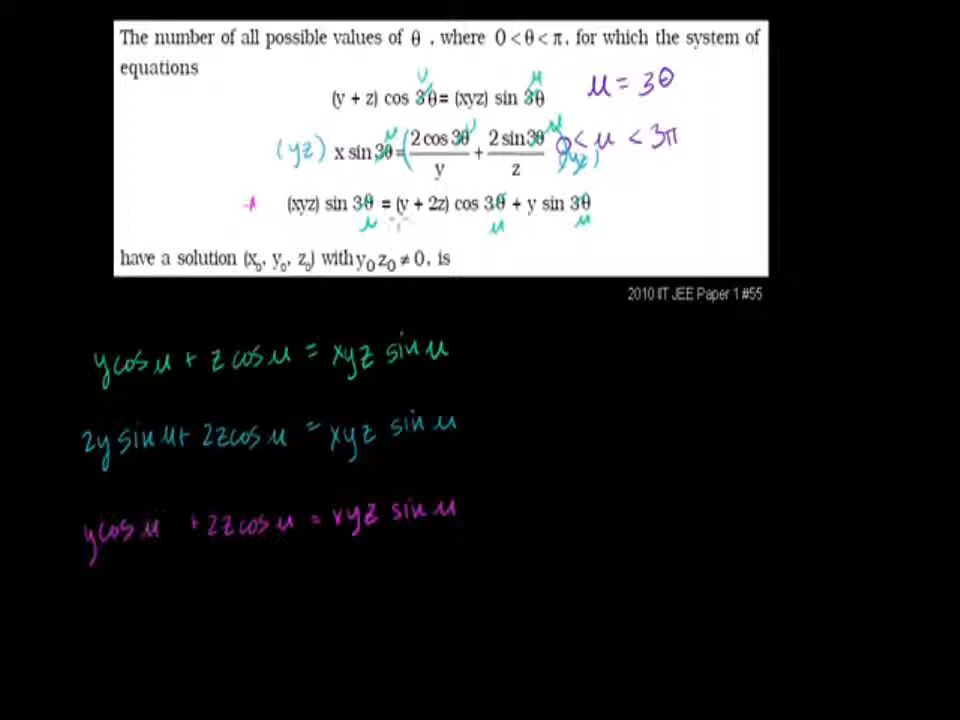 The number of all possible values of θ , where 0 < θ < π, for which the system of
equations
(y + z) cos 3θ = (xyz) sin 3θ
μ = 3θ
(yz) x sin 3θ = (2 cos 3θ / y + 2 sin 3θ / z) (yz)
0 < μ < 3π
(xyz) sin 3θ = (y + 2z) cos 3θ + y sin 3θ
μ μ μ
have a solution (x₀, y₀, z₀) with y₀ z₀ ≠ 0, is
2010 IIT JEE Paper 1 #55
y cos μ + z cos μ = xyz sin μ
2y sin μ + 2z cos μ = xyz sin μ
y cos μ + 2z cos μ = xyz sin μ